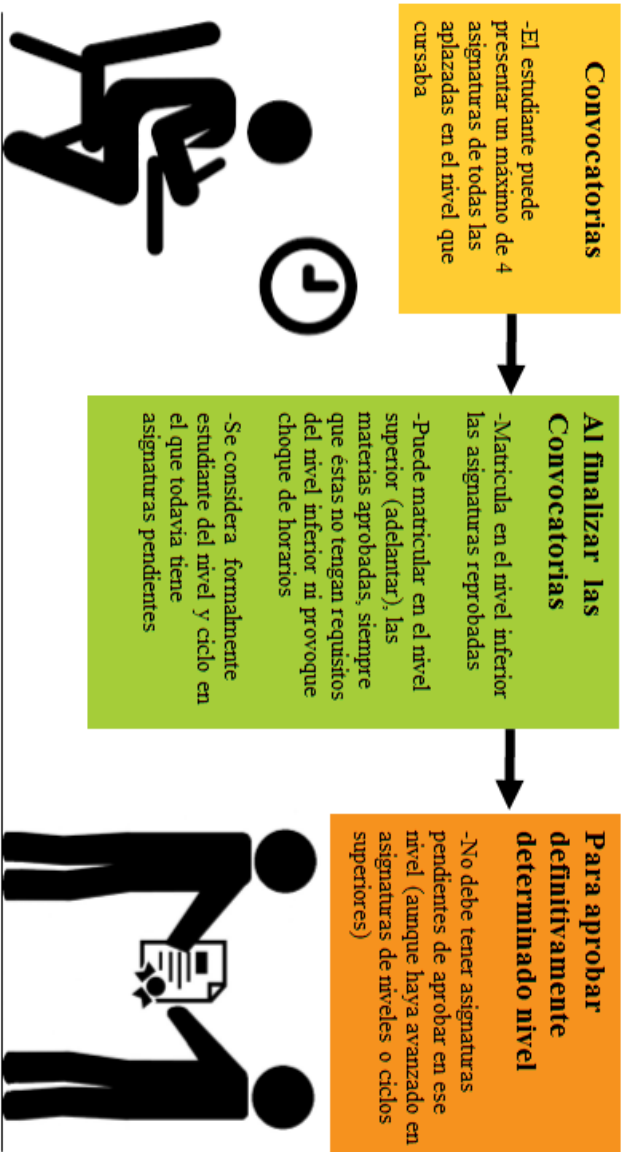 Convocatorias
-El estudiante puede
presentar un máximo de 4
asignaturas de todas las
aplazadas en el nivel que
cursaba
Al finalizar las
Convocatorias
-Matricula en el nivel inferior
las asignaturas reprobadas
-Puede matricular en el nivel
superior (adelantar), las
materias aprobadas, siempre
que éstas no tengan requisitos
del nivel inferior ni provoque
choque de horarios
-Se considera formalmente
estudiante del nivel y ciclo en
el que todavia tiene
asignaturas pendientes
Para aprobar
definitivamente
determinado nivel
-No debe tener asignaturas
pendientes de aprobar en ese
nivel (aunque haya avanzado en
asignaturas de niveles o ciclos
superiores)